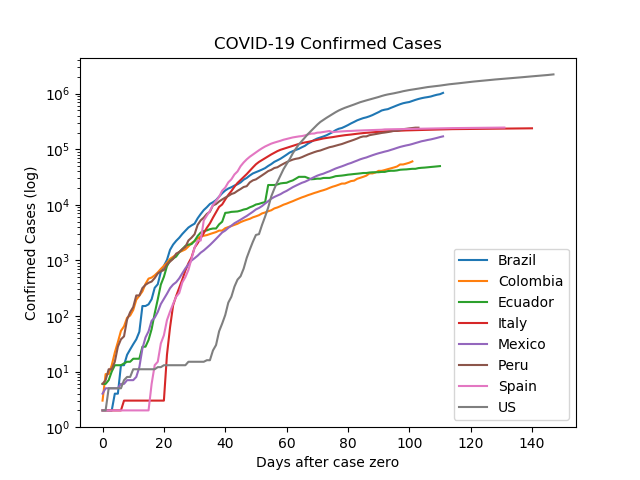 COVID-19 Confirmed Cases
Confirmed Cases (log)
10⁶
10⁵
10⁴
10³
10²
10¹
10⁰
0 20 40 60 80 100 120 140
Days after case zero
Brazil
Colombia
Ecuador
Italy
Mexico
Peru
Spain
US